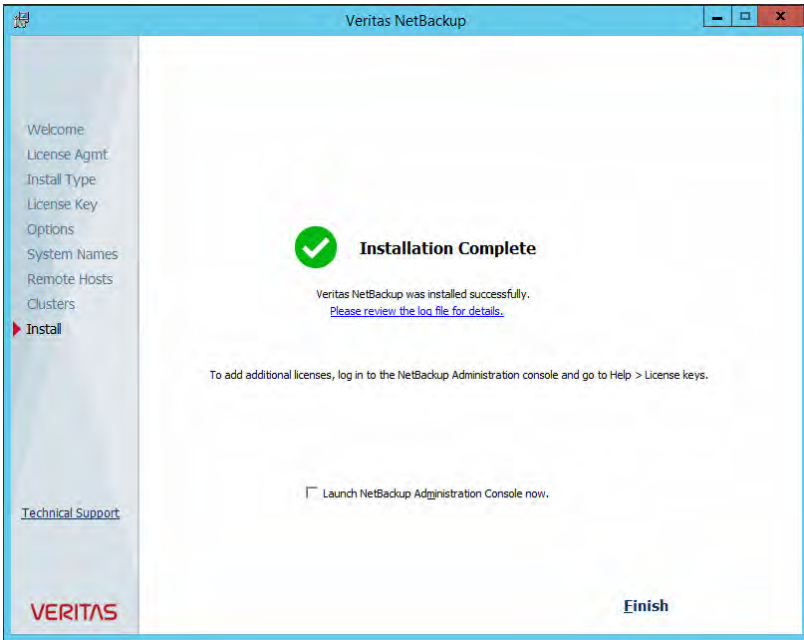 Veritas NetBackup
Welcome
License Agmt
Install Type
License Key
Options
System Names
Remote Hosts
Clusters
Install
Installation Complete
Veritas NetBackup was installed successfully.
Please review the log file for details.
To add additional licenses, log in to the NetBackup Administration console and go to Help > License keys.
Launch NetBackup Administration Console now.
Technical Support
VERITAS
Finish